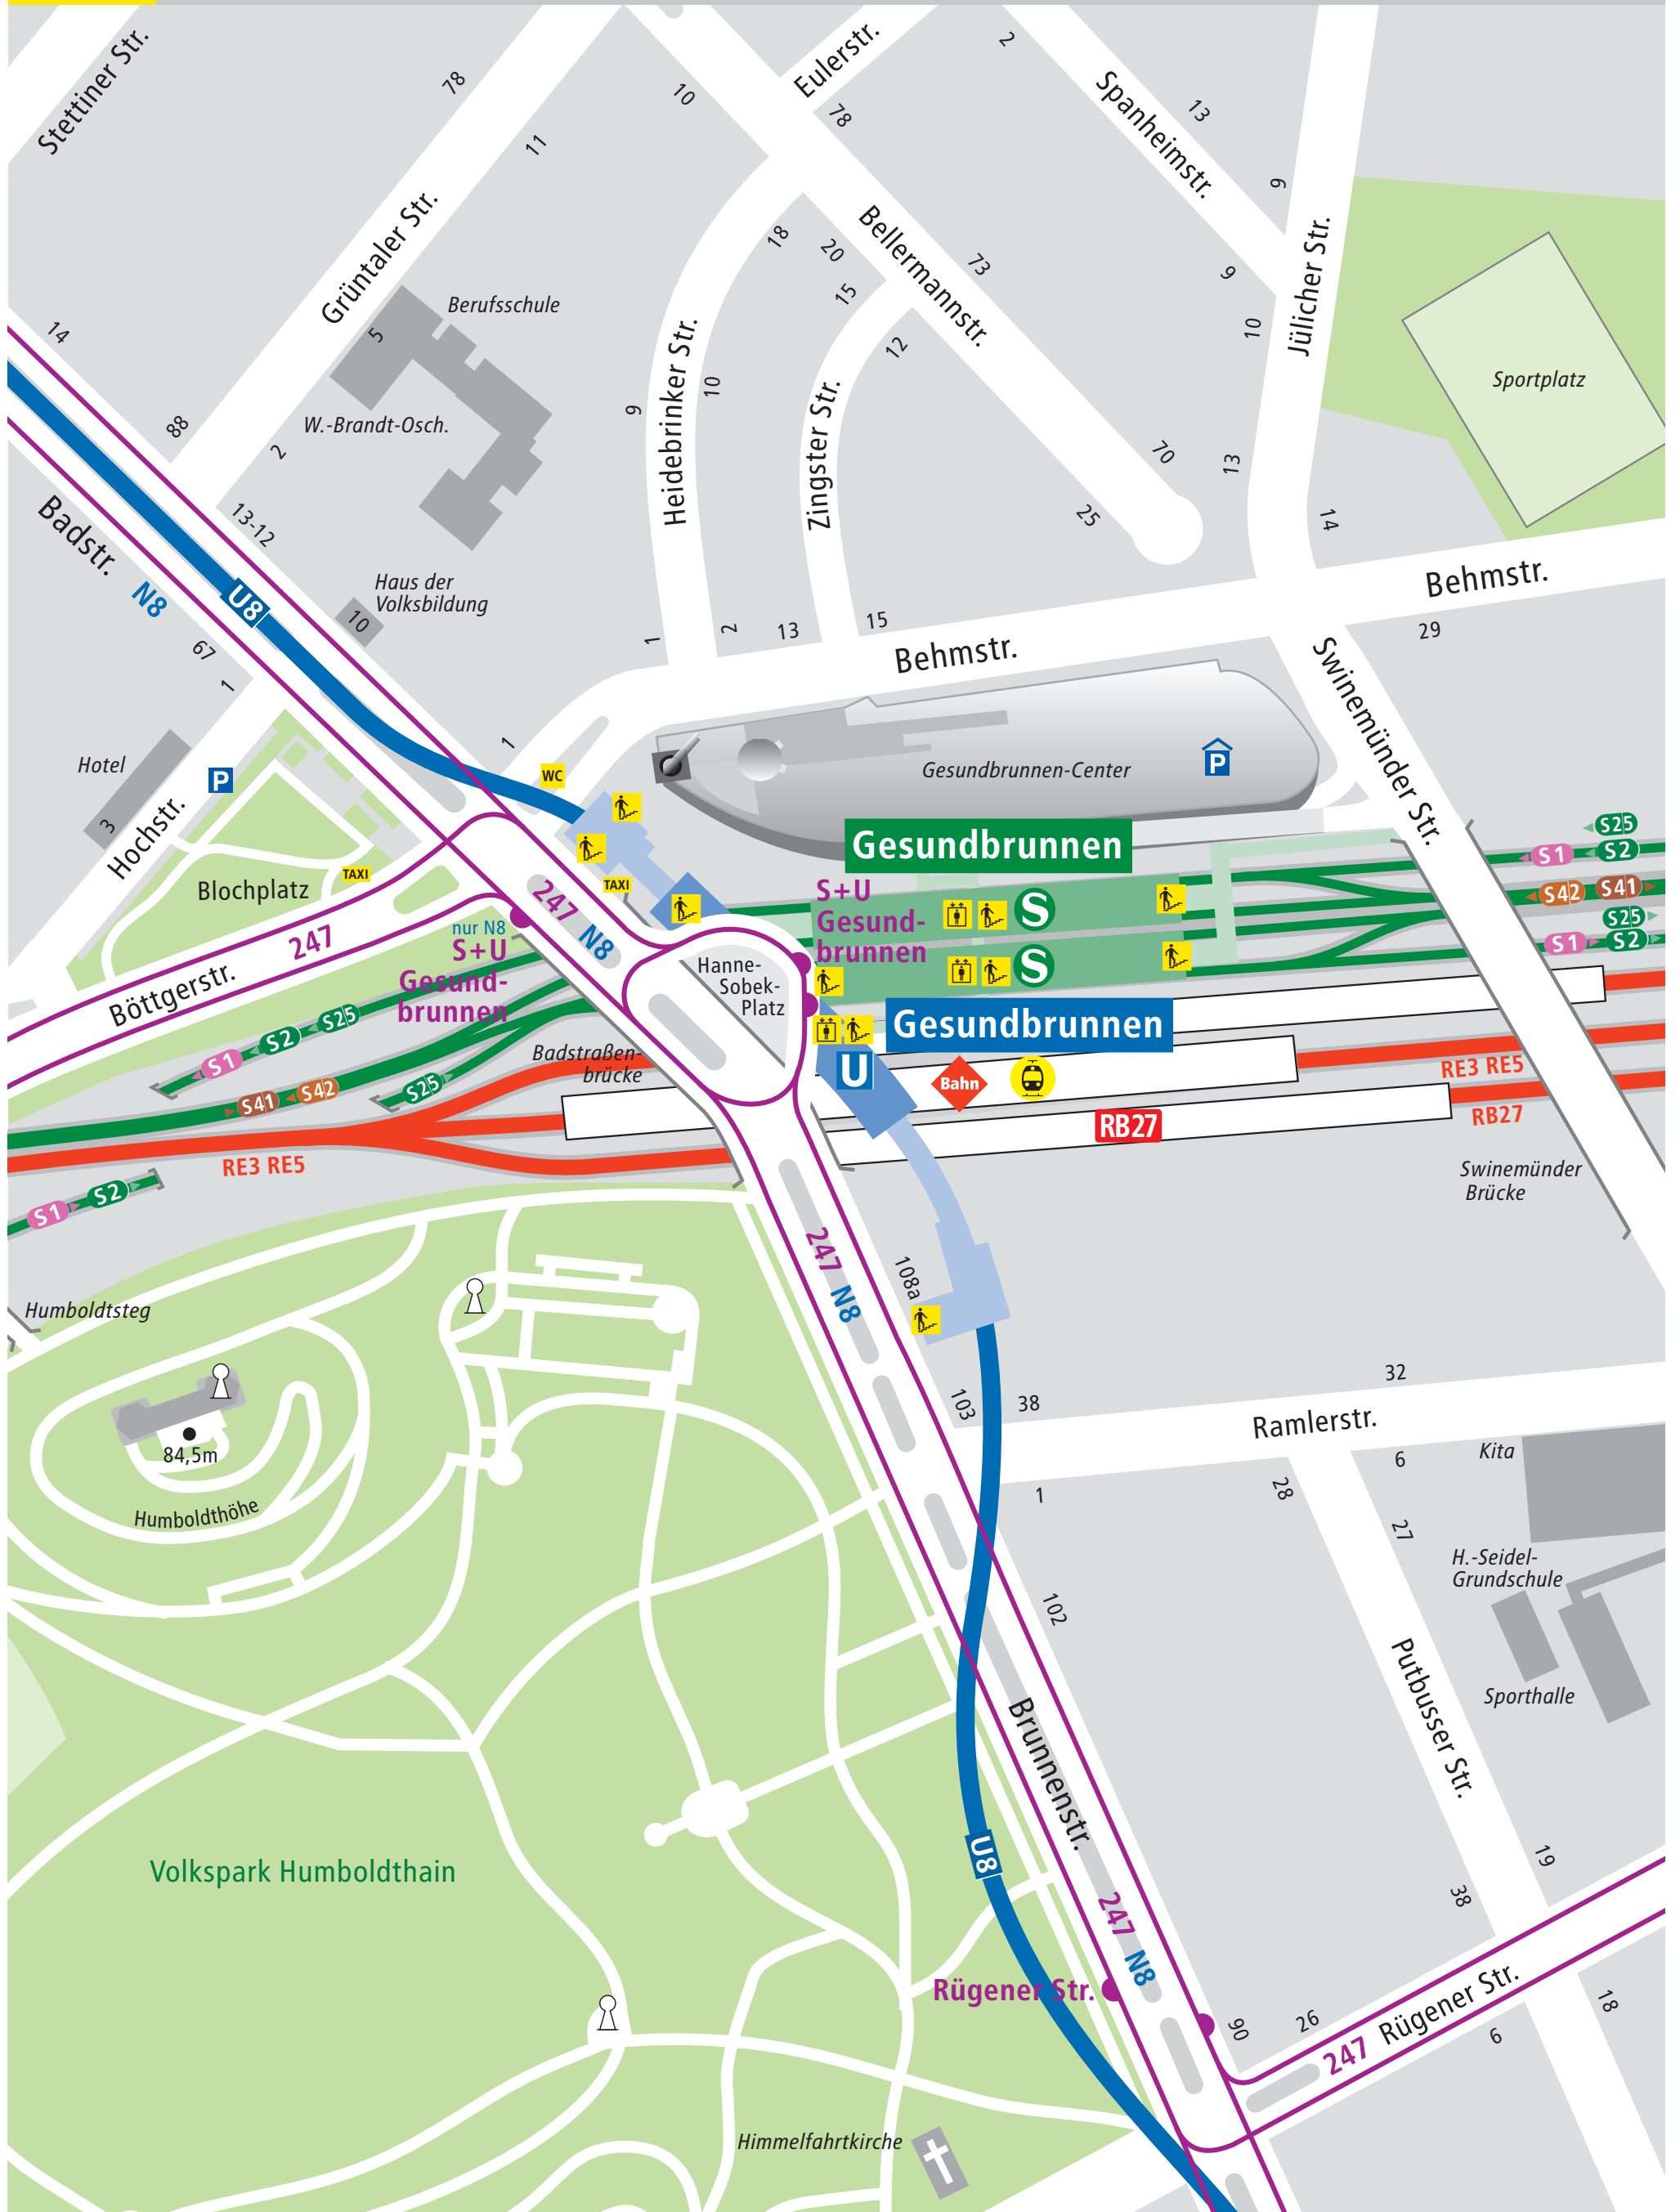 Stettiner Str.
78
11
10
Eulerstr.
78
2
Spanheimstr.
13
9
Grüntaler Str.
Berufsschule
5
W.-Brandt-Osch.
18
20
15
12
Bellermannstr.
73
9
10
Jülicher Str.
Sportplatz
14
88
2
13-12
9
Heidebrinker Str.
10
Zingster Str.
70
25
13
14
Badstr.
N8
U8
Haus der
Volksbildung
10
67
1
1
2
13
15
Behmstr.
Behmstr.
29
Swinemünder Str.
Hotel
P
3
Hochstr.
1
WC
Gesundbrunnen-Center
P
Gesundbrunnen
Blochplatz
TAXI
TAXI
247
N8
nur N8
S+U
Gesund-
brunnen
S+U
Gesund-
brunnen
S
S
S25
S1
S2
S42
S41
S25
S1
S2
247
Böttgerstr.
Hanne-
Sobek-
Platz
Gesundbrunnen
U
Bahn
RB27
RE3 RE5
RB27
S1
S2
S25
Badstraßen-
brücke
S41
S42
S25
RE3 RE5
S1
S2
Swinemünder
Brücke
247
N8
108a
Humboldtsteg
84,5m
Humboldthöhe
103
38
32
Ramlerstr.
1
6
28
27
Kita
H.-Seidel-
Grundschule
Sporthalle
102
Putbusser Str.
Brunnenstr.
U8
Volkspark Humboldthain
19
38
247
N8
Rügener Str.
90
26
247
Rügener Str.
6
18
Himmelfahrtkirche